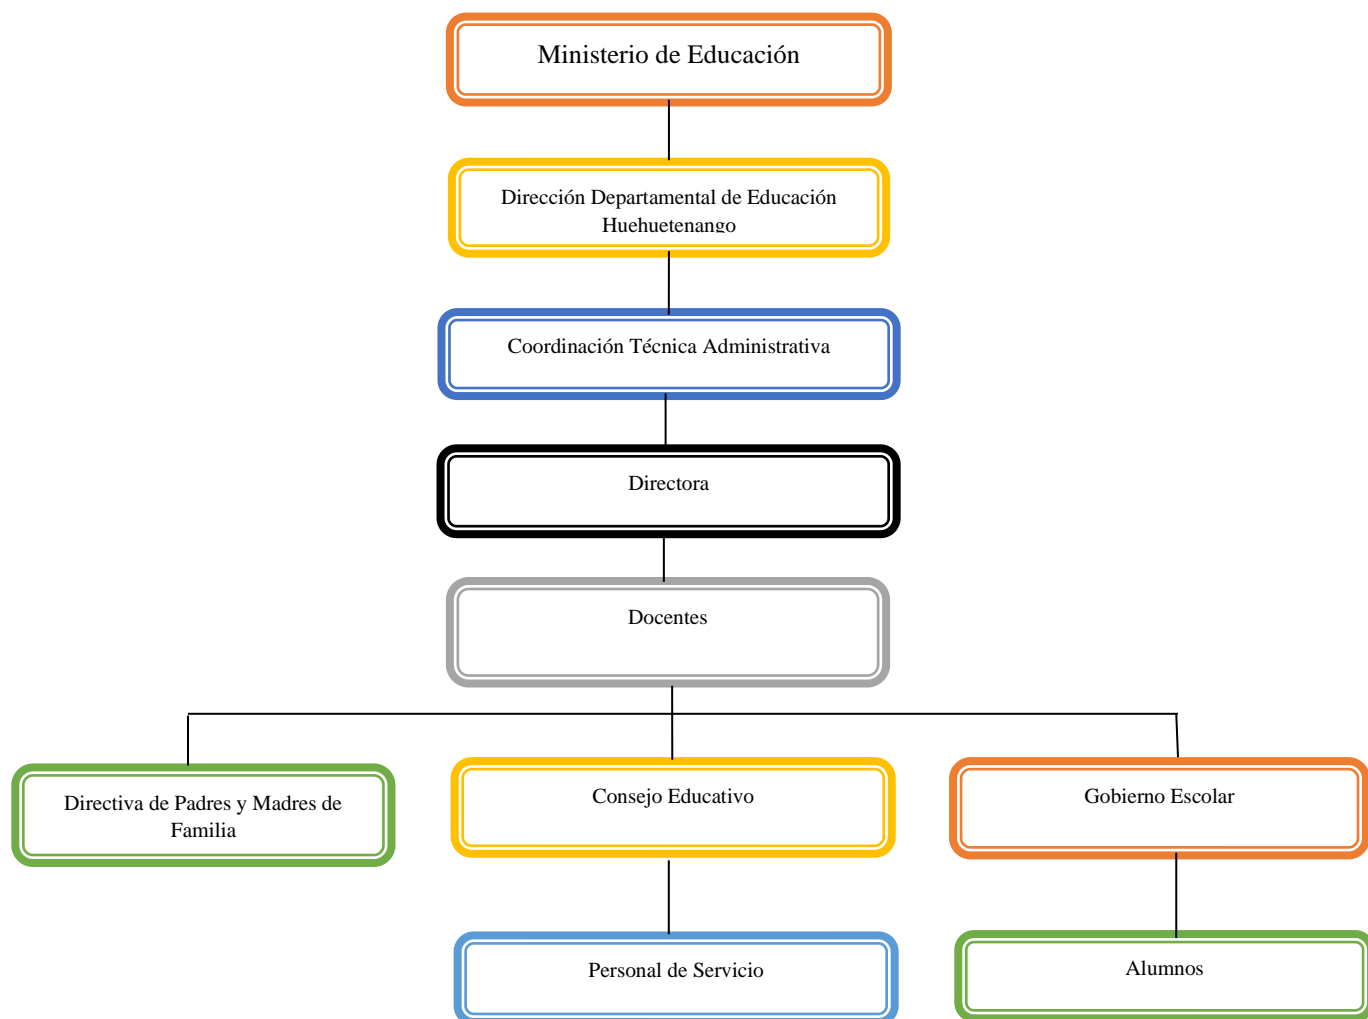 Ministerio de Educación
Dirección Departamental de Educación
Huehuetenango
Coordinación Técnica Administrativa
Directora
Docentes
Directiva de Padres y Madres de
Familia
Consejo Educativo
Gobierno Escolar
Personal de Servicio
Alumnos